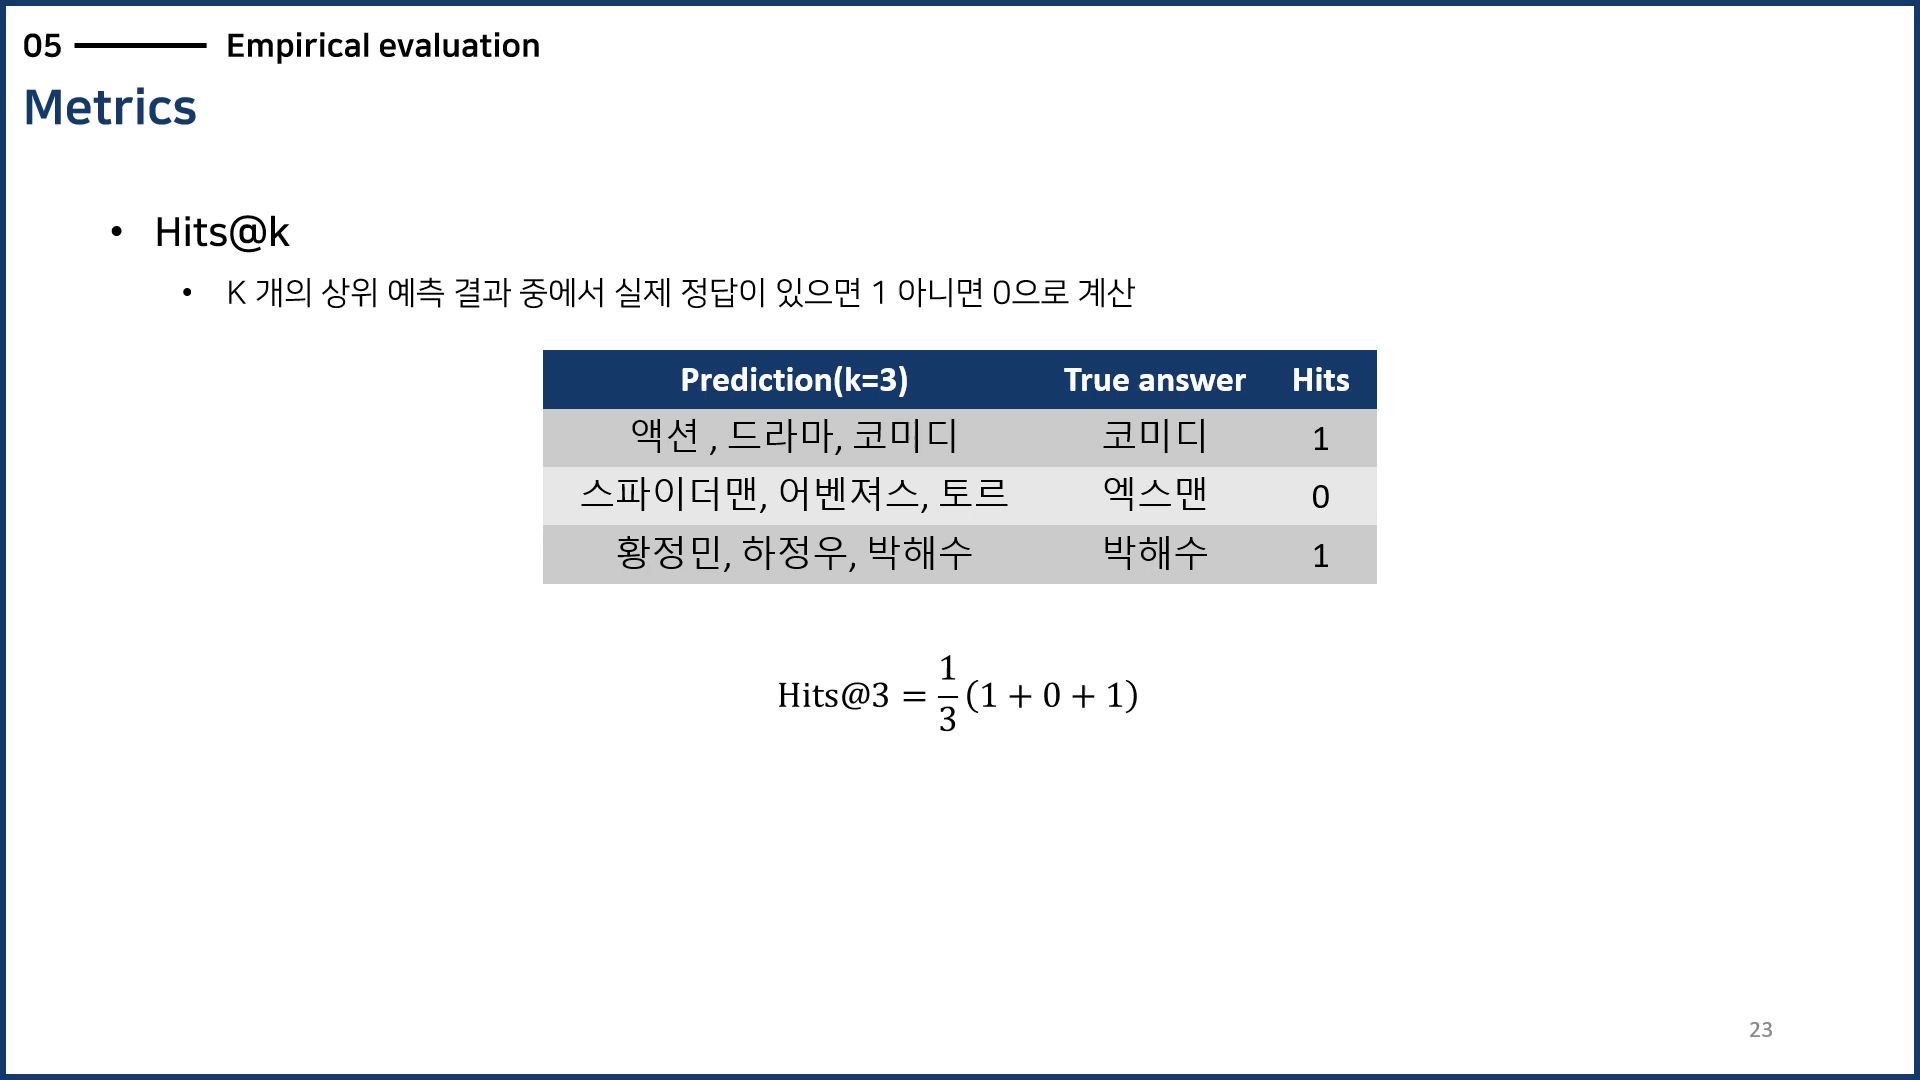 05 Empirical evaluation
Metrics
• Hits@k
• K 개의 상위 예측 결과 중에서 실제 정답이 있으면 1 아니면 0으로 계산
Prediction(k=3) True answer Hits
액션 , 드라마, 코미디 코미디 1
스파이더맨, 어벤져스, 토르 엑스맨 0
황정민, 하정우, 박해수 박해수 1
Hits@3 = 1/3 (1 + 0 + 1)
23